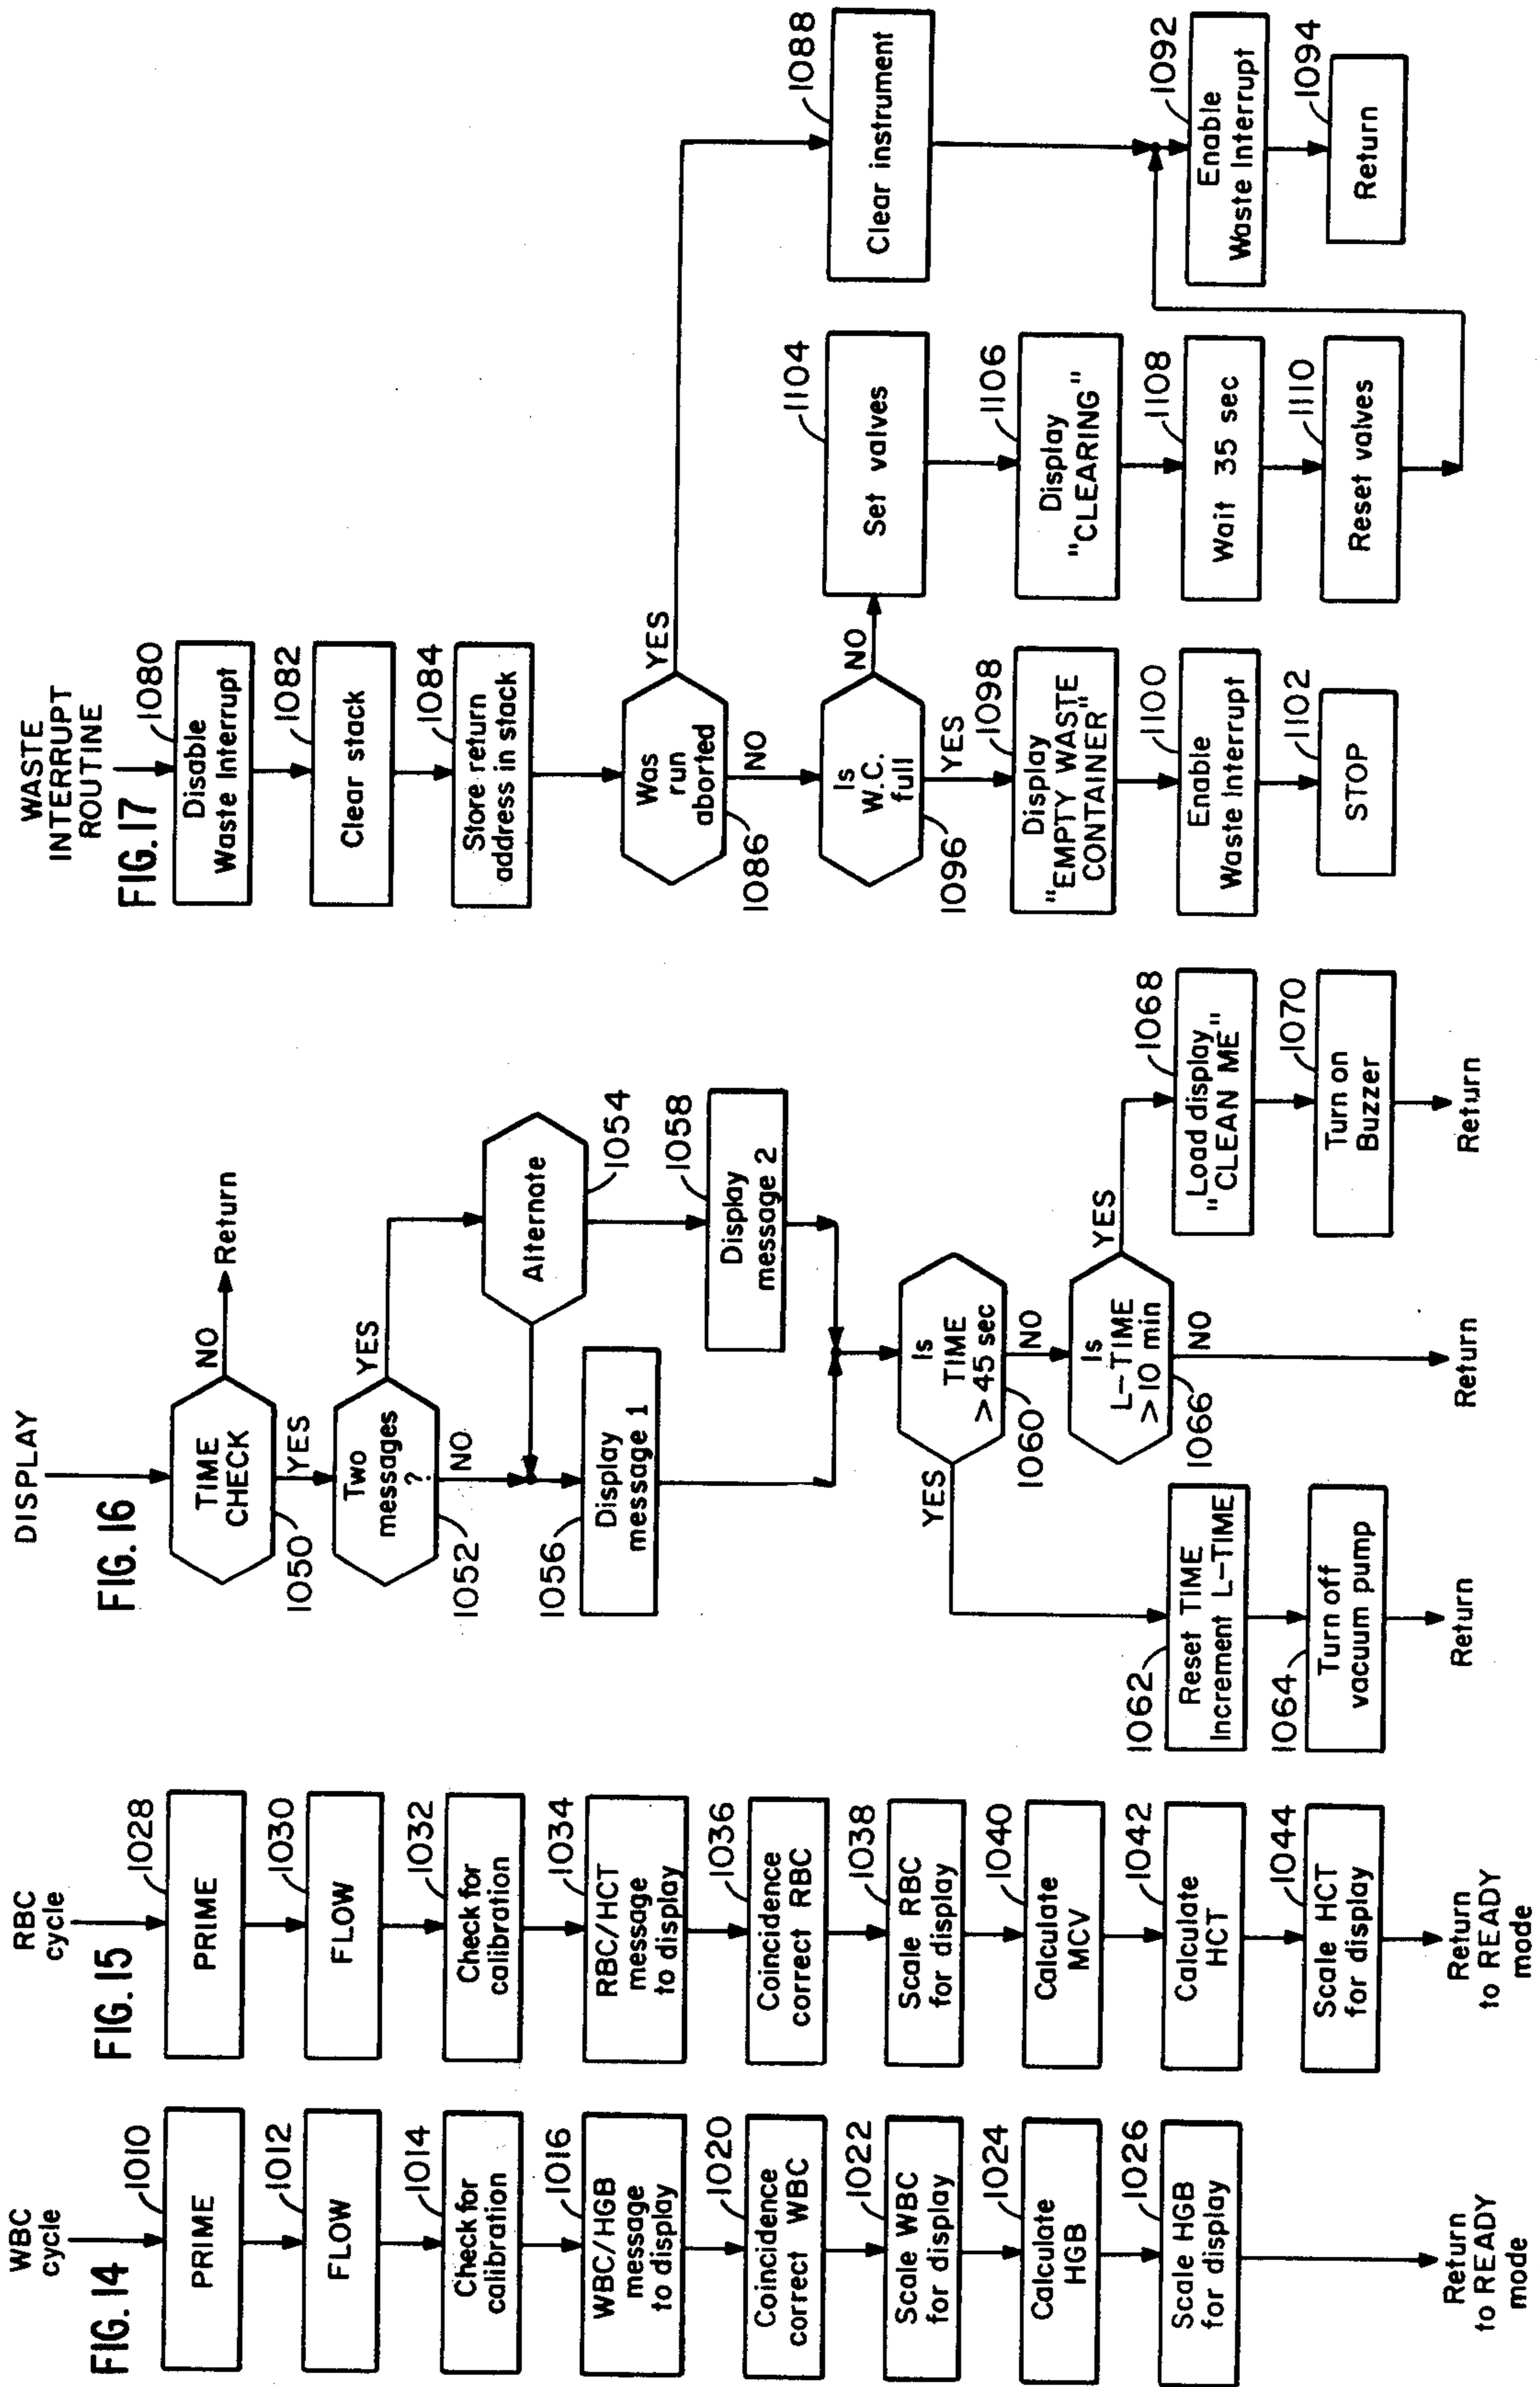 WBC
cycle
FIG. 14
1010
PRIME
1012
FLOW
1014
Check for
calibration
1016
WBC/HGB
message
to display
1020
Coincidence
correct WBC
1022
Scale WBC
for display
1024
Calculate
HGB
1026
Scale HGB
for display
Return
to READY
mode
RBC
cycle
FIG. 15
1028
PRIME
1030
FLOW
1032
Check for
calibration
1034
RBC/HCT
message
to display
1036
Coincidence
correct RBC
1038
Scale RBC
for display
1040
Calculate
MCV
1042
Calculate
HCT
1044
Scale HCT
for display
Return
to READY
mode
DISPLAY
FIG. 16
TIME
CHECK
1050
NO
Return
YES
Two
messages
?
1052
YES
NO
Alternate
1054
1056
Display
message 1
1058
Display
message 2
Is
TIME
>45 sec
1060
YES
NO
1062
Reset TIME
Increment L-TIME
1064
Turn off
vacuum pump
Return
Is
L-TIME
>10 min
1066
YES
NO
Return
1068
"Load display
"CLEAN ME"
1070
Turn on
Buzzer
Return
WASTE
INTERRUPT
ROUTINE
FIG. 17
1080
Disable
Waste Interrupt
1082
Clear stack
1084
Store return
address in stack
Was
run
aborted
1086
YES
NO
Is
W.C.
full
1096
NO
YES
1098
Display
"EMPTY WASTE
CONTAINER"
1100
Enable
Waste Interrupt
1102
STOP
1104
Set valves
1106
Display
"CLEARING"
1108
Wait 35 sec
1110
Reset valves
1088
Clear instrument
1092
Enable
Waste Interrupt
1094
Return